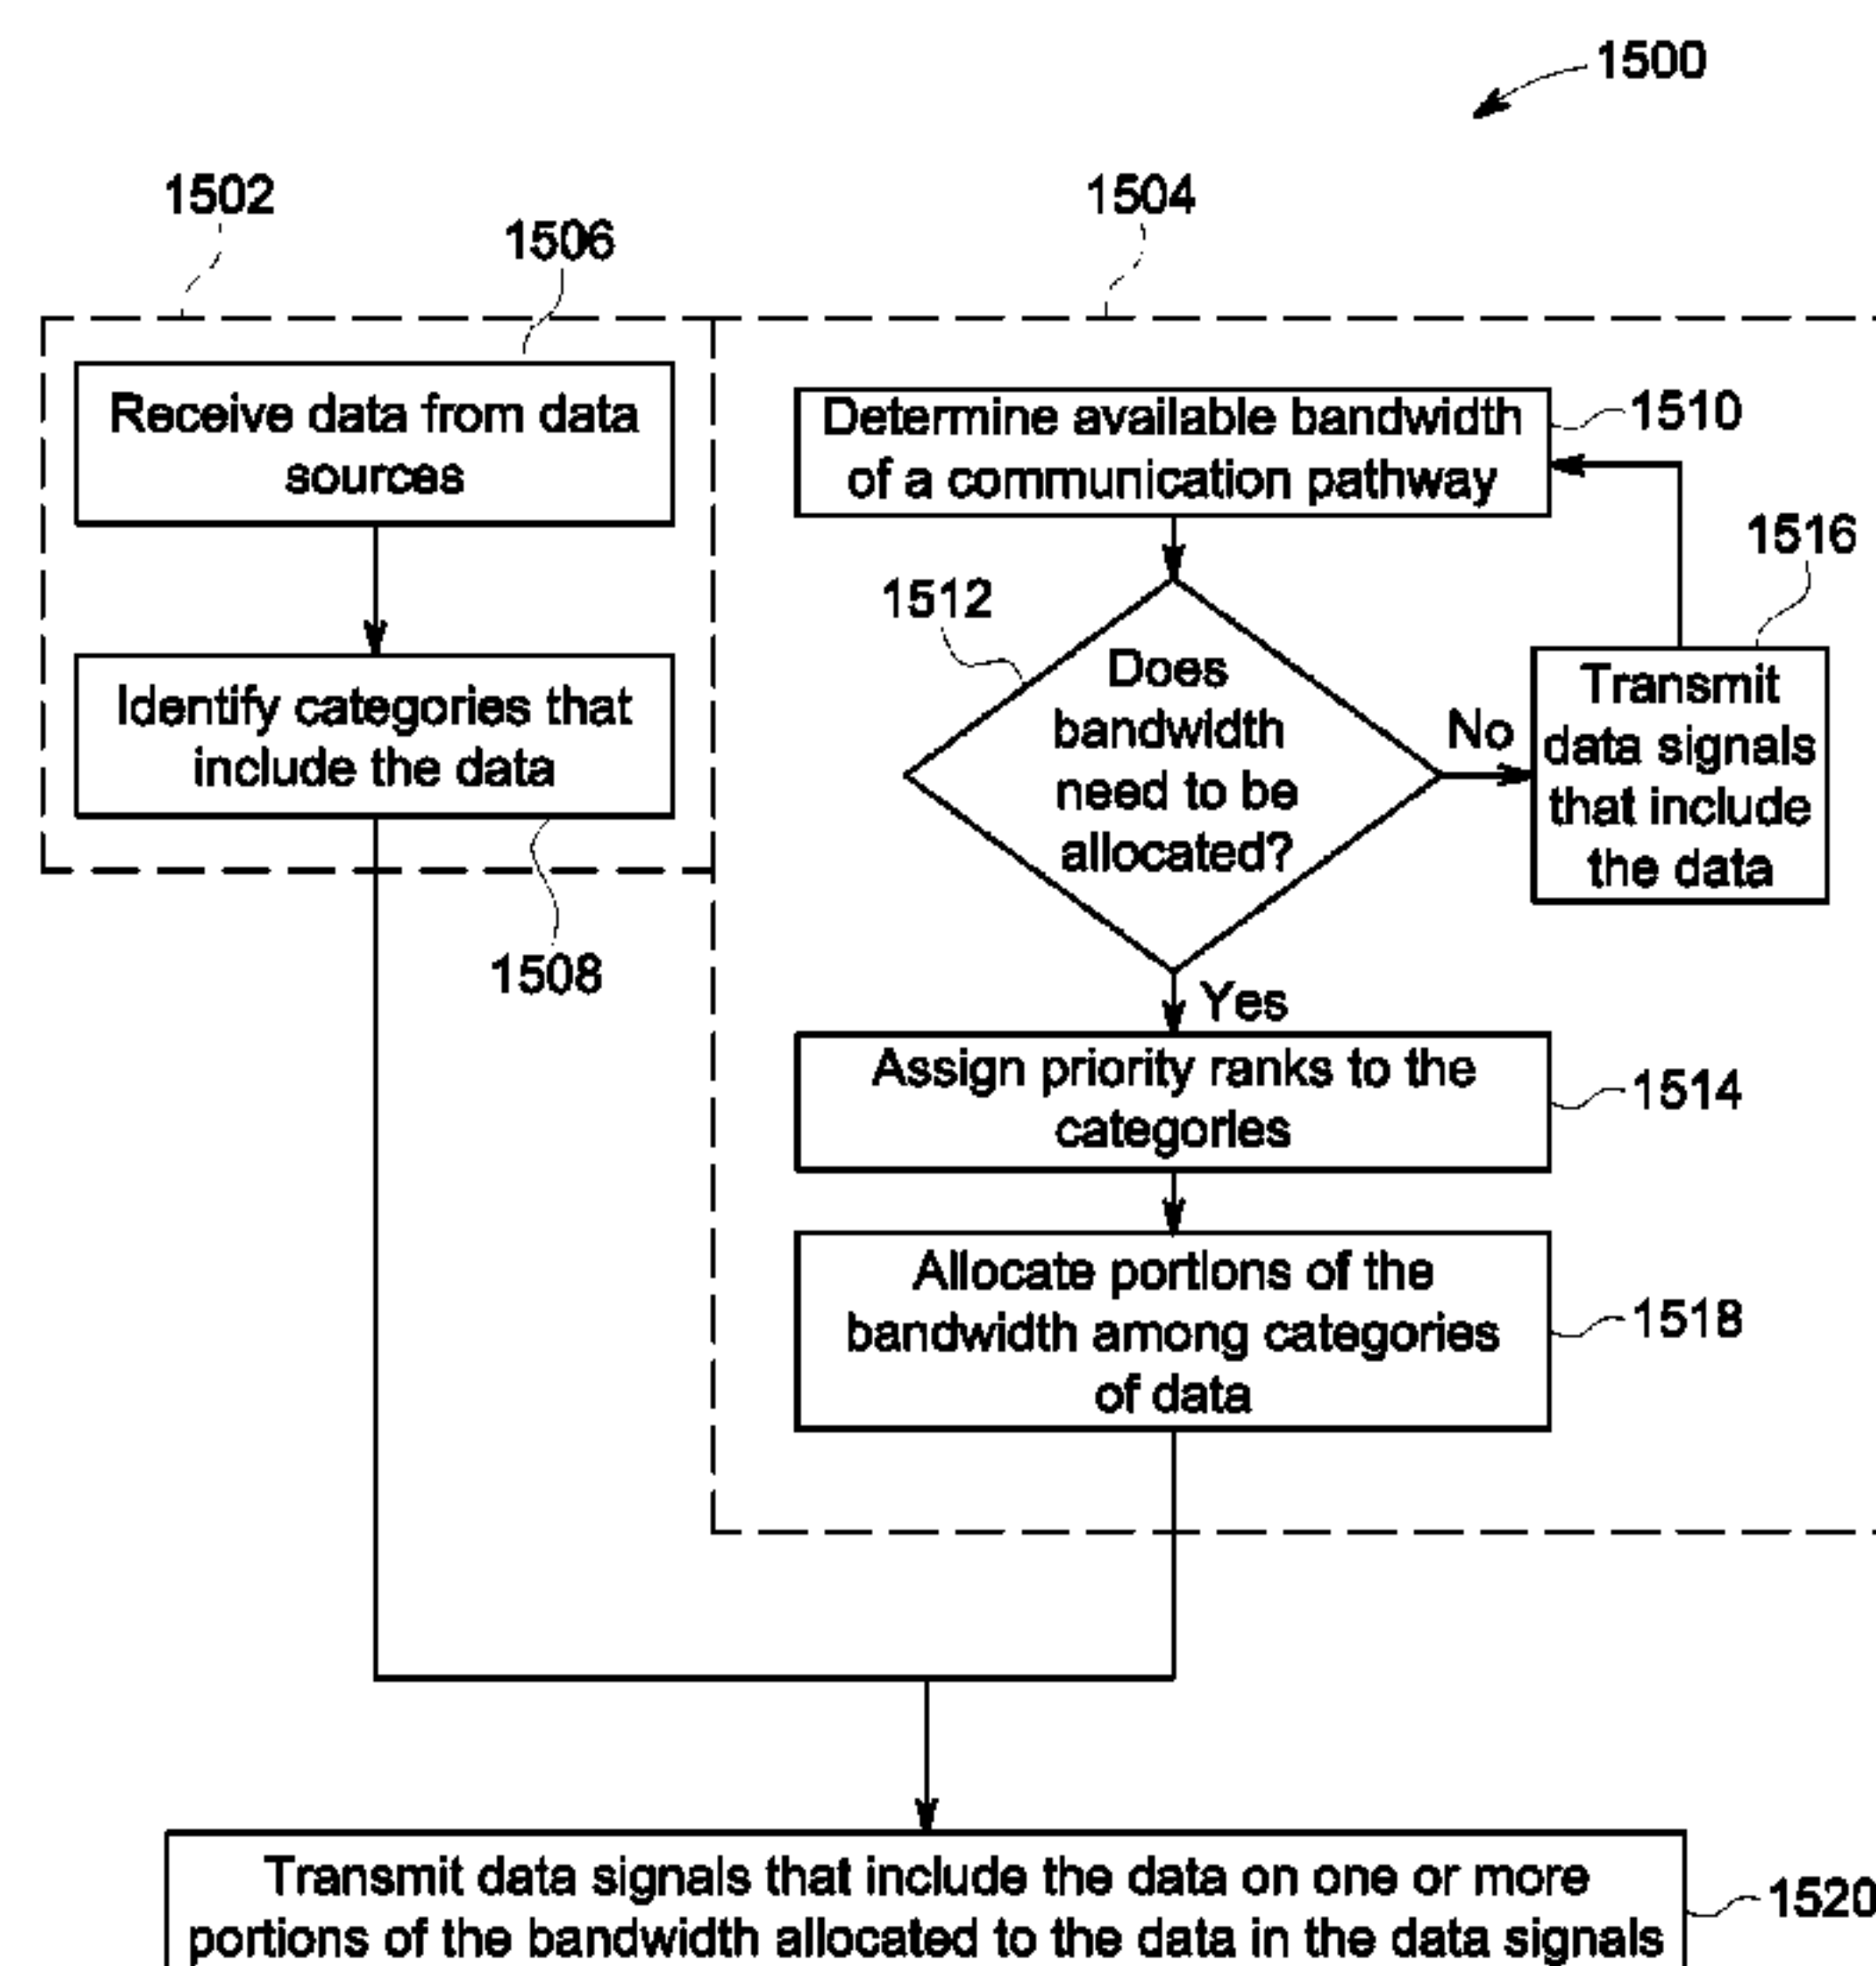 1500
1502
1504
1506
Receive data from data
sources
Identify categories that
include the data
1508
Determine available bandwidth
of a communication pathway
1510
1512
Does
bandwidth
need to be
allocated?
No
1516
Transmit
data signals
that include
the data
Yes
Assign priority ranks to the
categories
1514
Allocate portions of the
bandwidth among categories
of data
1518
Transmit data signals that include the data on one or more
portions of the bandwidth allocated to the data in the data signals
1520